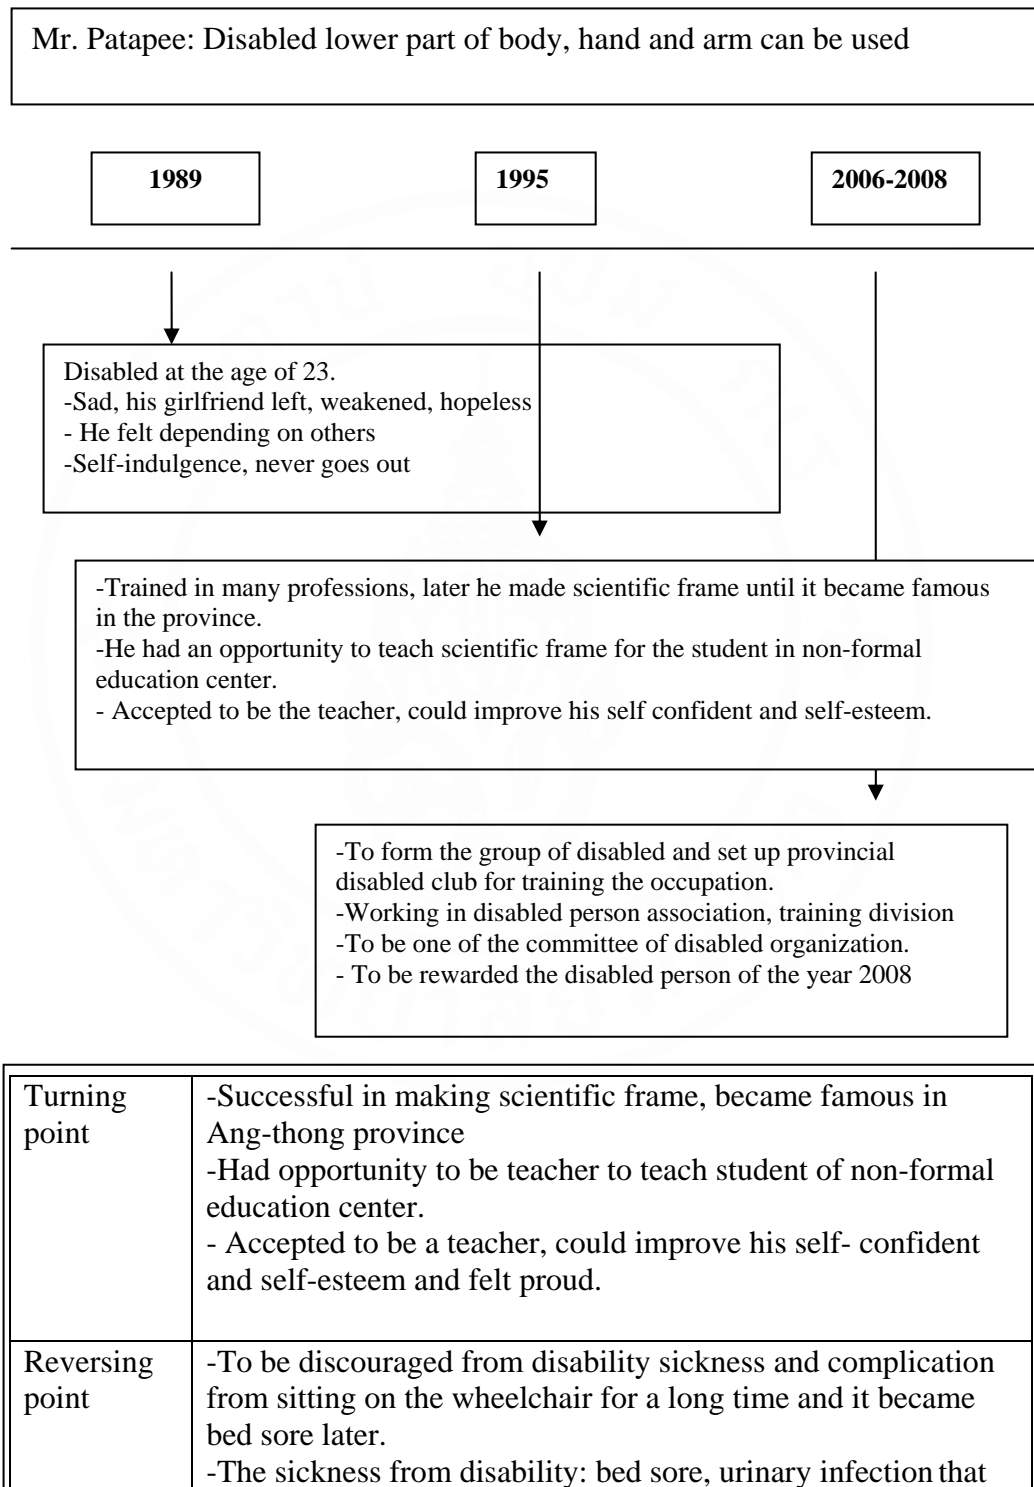 Mr. Patapee: Disabled lower part of body, hand and arm can be used
1989
1995
2006-2008
Disabled at the age of 23.
-Sad, his girlfriend left, weakened, hopeless
- He felt depending on others
-Self-indulgence, never goes out
-Trained in many professions, later he made scientific frame until it became famous
in the province.
-He had an opportunity to teach scientific frame for the student in non-formal
education center.
- Accepted to be the teacher, could improve his self confident and self-esteem.
-To form the group of disabled and set up provincial
disabled club for training the occupation.
-Working in disabled person association, training division
-To be one of the committee of disabled organization.
- To be rewarded the disabled person of the year 2008
Turning
point
-Successful in making scientific frame, became famous in
Ang-thong province
-Had opportunity to be teacher to teach student of non-formal
education center.
- Accepted to be a teacher, could improve his self- confident
and self-esteem and felt proud.
Reversing
point
-To be discouraged from disability sickness and complication
from sitting on the wheelchair for a long time and it became
bed sore later.
-The sickness from disability: bed sore, urinary infection that